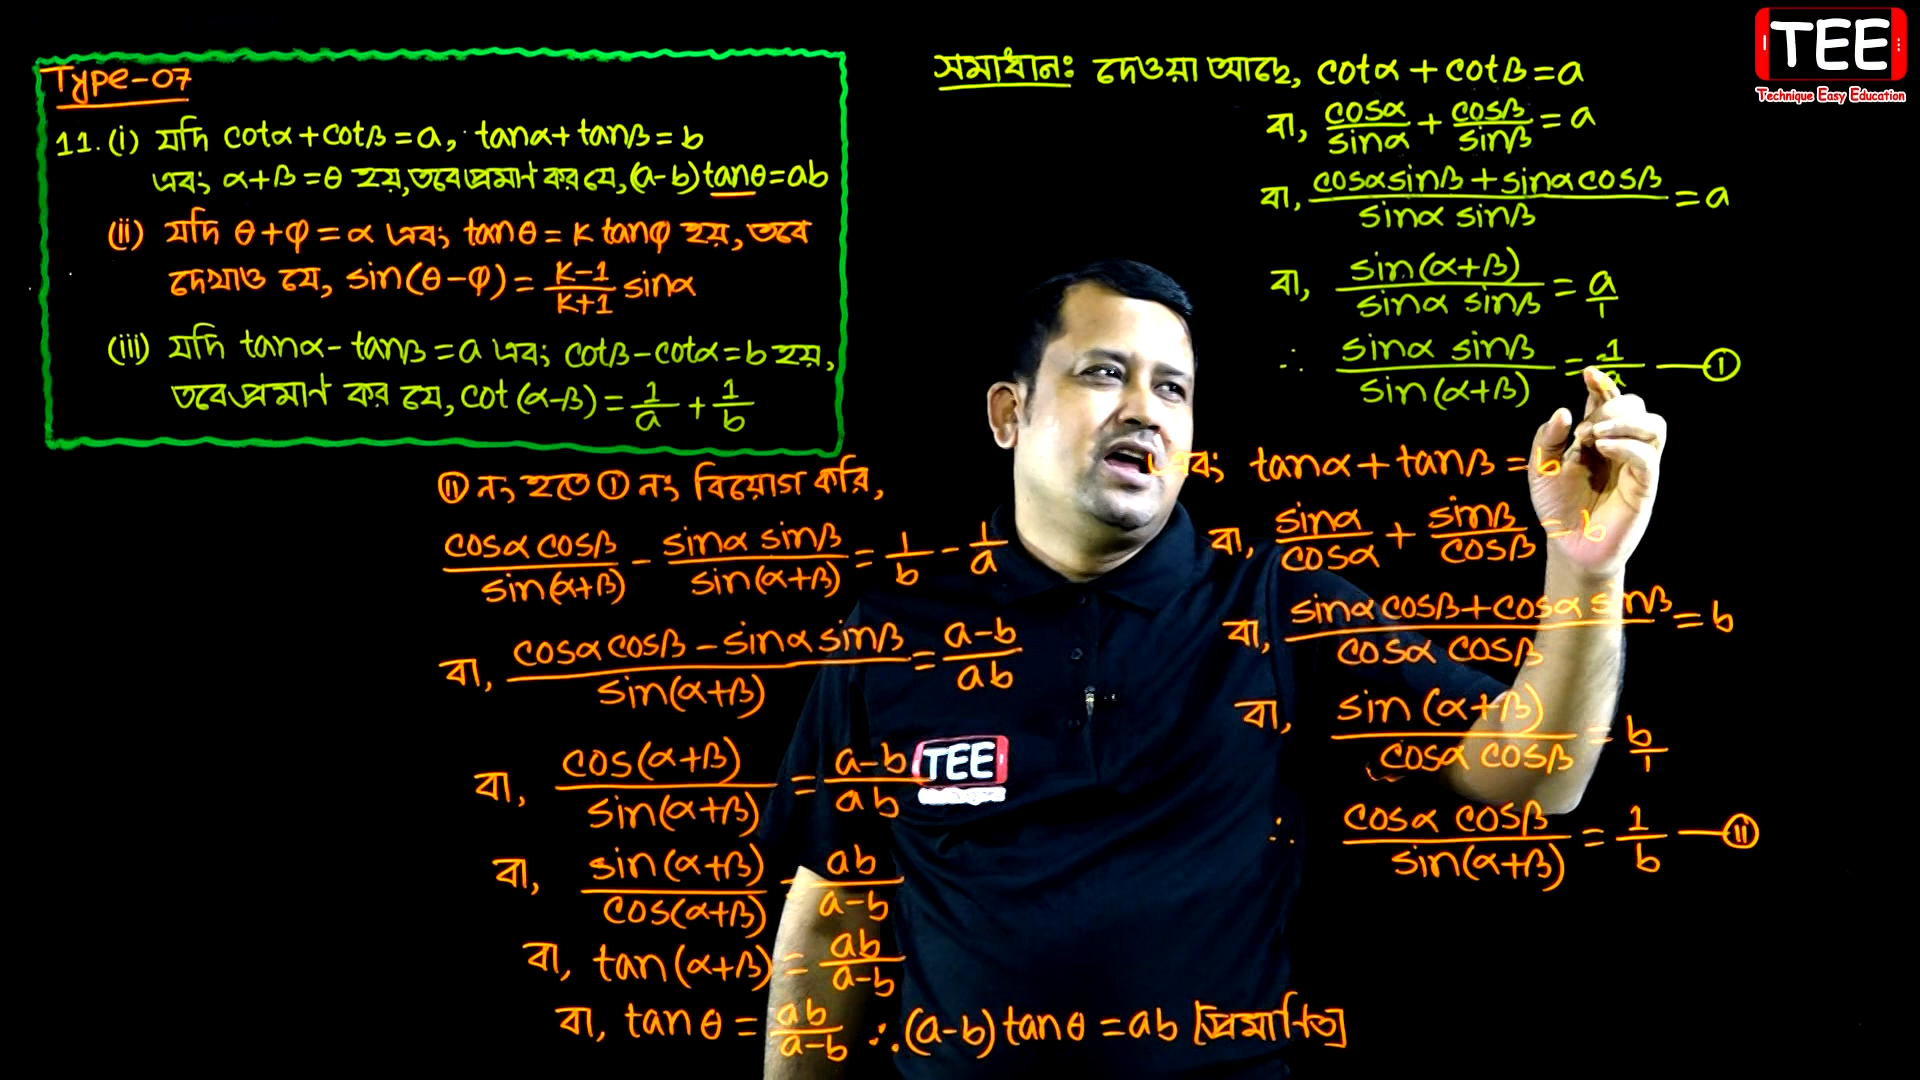 Type-07
11. (i) যদি cotα+cotβ=a, tanα+tanβ=b
এবং α+β=θ হয়, তবে প্রমাণ কর যে, (a-b)tanθ=ab
(ii) যদি θ+φ=α এবং tanθ=K tanφ হয়, তবে
দেখাও যে, sin(θ-φ)=K-1/K+1 sinα
(iii) যদি tanα-tanβ=a এবং cotβ-cotα=b হয়,
তবে প্রমাণ কর যে, cot(α-β)=1/a+1/b
সমাধানঃ দেওয়া আছে, cotα+cotβ=a
বা, cosα/sinα + cosβ/sinβ = a
বা, cosα sinβ+sinα cosβ / sinα sinβ = a
বা, sin(α+β) / sinα sinβ = a/1
∴ sinα sinβ / sin(α+β) = 1/a —— (i)
এবং tanα+tanβ=b
বা, sinα/cosα + sinβ/cosβ = b
বা, sinα cosβ+cosα sinβ / cosα cosβ = b
বা, sin(α+β) / cosα cosβ = b/1
∴ cosα cosβ / sin(α+β) = 1/b —— (ii)
(ii) নং হতে (i) নং বিয়োগ করি,
cosα cosβ / sin(α+β) - sinα sinβ / sin(α+β) = 1/b - 1/a
বা, cosα cosβ - sinα sinβ / sin(α+β) = a-b / ab
বা, cos(α+β) / sin(α+β) = a-b / ab
বা, sin(α+β) / cos(α+β) = ab / a-b
বা, tan(α+β) = ab / a-b
বা, tanθ = ab / a-b ∴ (a-b)tanθ=ab [প্রমাণিত]
TEE
Technique Easy Education
TEE